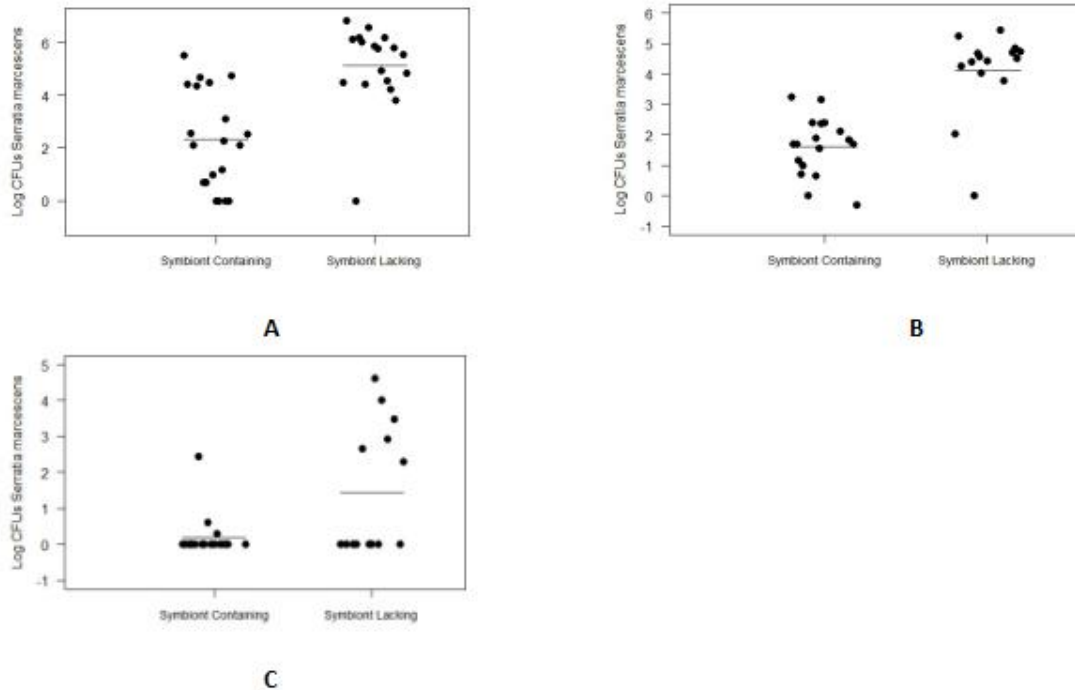 Log CFUs Serratia marcescens
6
4
2
0
Symbiont Containing
Symbiont Lacking
A
Log CFUs Serratia marcescens
6
5
4
3
2
1
0
-1
Symbiont Containing
Symbiont Lacking
B
Log CFUs Serratia marcescens
5
4
3
2
1
0
-1
Symbiont Containing
Symbiont Lacking
C